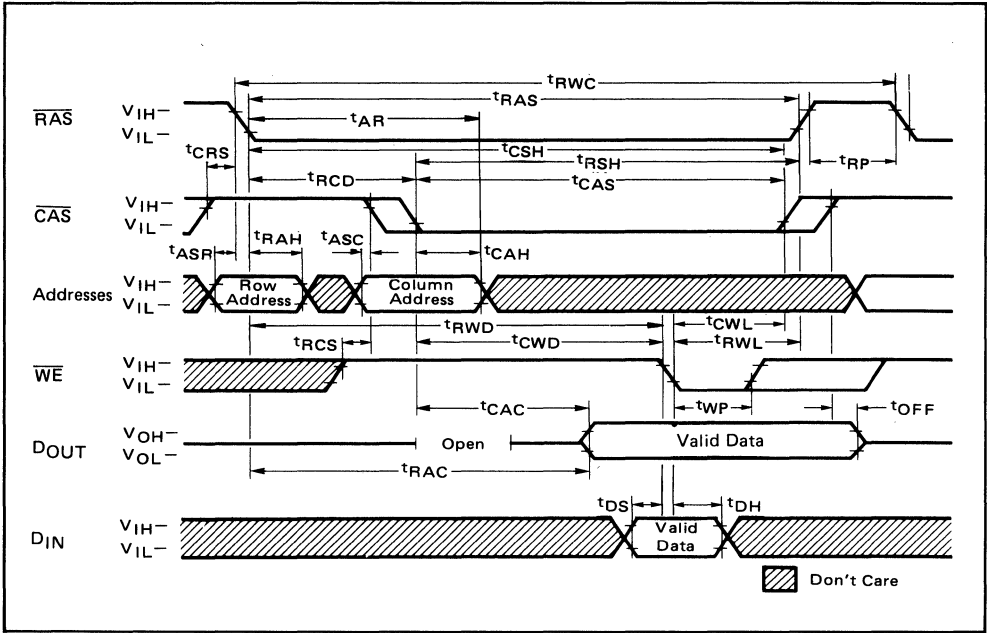 tRWC
tRAS
RAS VIH–
VIL–
tAR
tCRS
tCSH
tRSH
tRP
tRCD
tCAS
CAS VIH–
VIL–
tASR
tRAH
tASC
tCAH
Addresses VIH–
VIL–
Row Address
Column Address
tRWD
tCWL
tRCS
tCWD
tRWL
WE VIH–
VIL–
tCAC
tWP
tOFF
DOUT VOH–
VOL–
Open
Valid Data
tRAC
tDS
tDH
DIN VIH–
VIL–
Valid Data
Don't Care